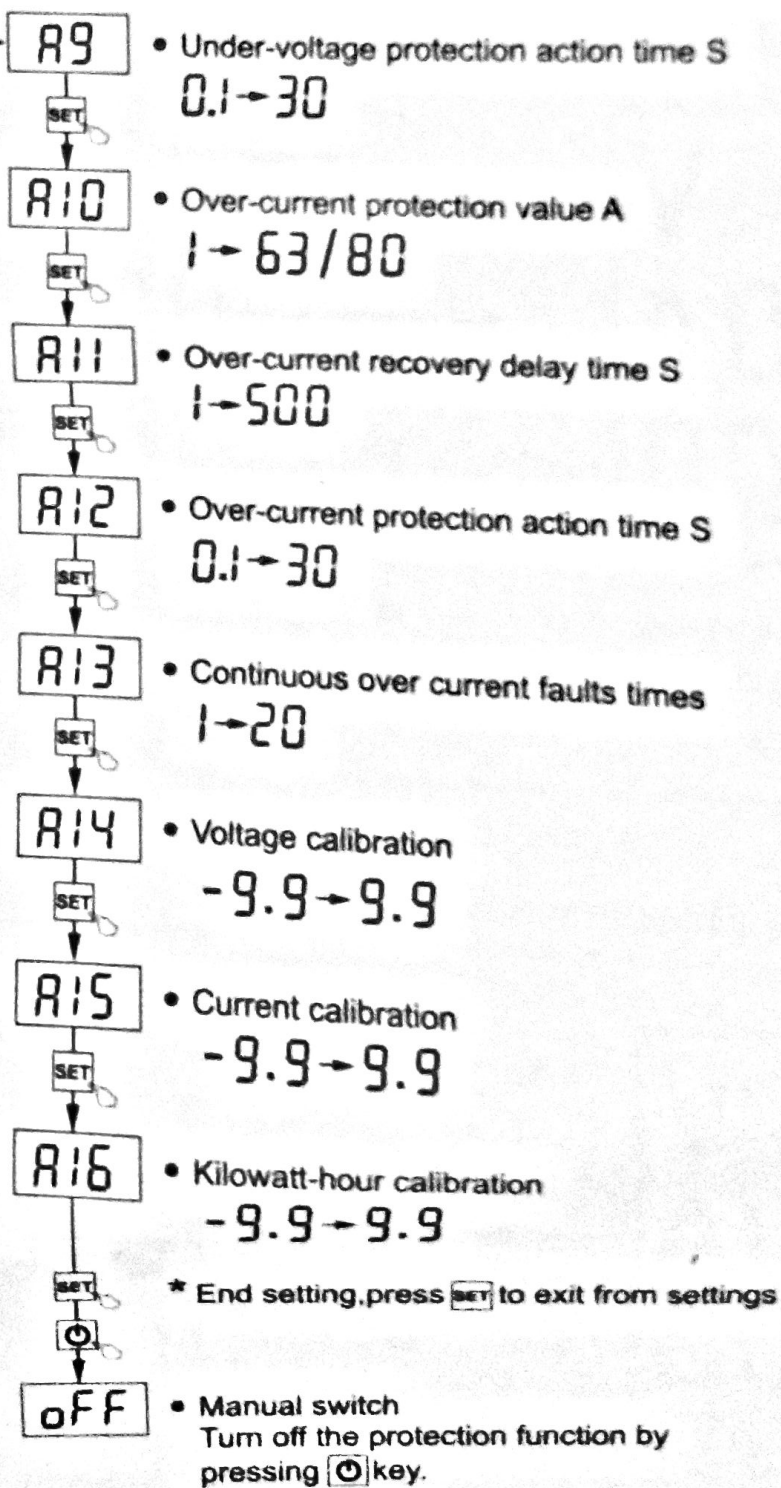 A9
• Under-voltage protection action time S
0.1→30
SET
A10
• Over-current protection value A
1→63/80
SET
A11
• Over-current recovery delay time S
1→500
SET
A12
• Over-current protection action time S
0.1→30
SET
A13
• Continuous over current faults times
1→20
SET
A14
• Voltage calibration
-9.9→9.9
SET
A15
• Current calibration
-9.9→9.9
SET
A16
• Kilowatt-hour calibration
-9.9→9.9
SET
* End setting,press SET to exit from settings
oFF
• Manual switch
Turn off the protection function by
pressing ⏻ key.